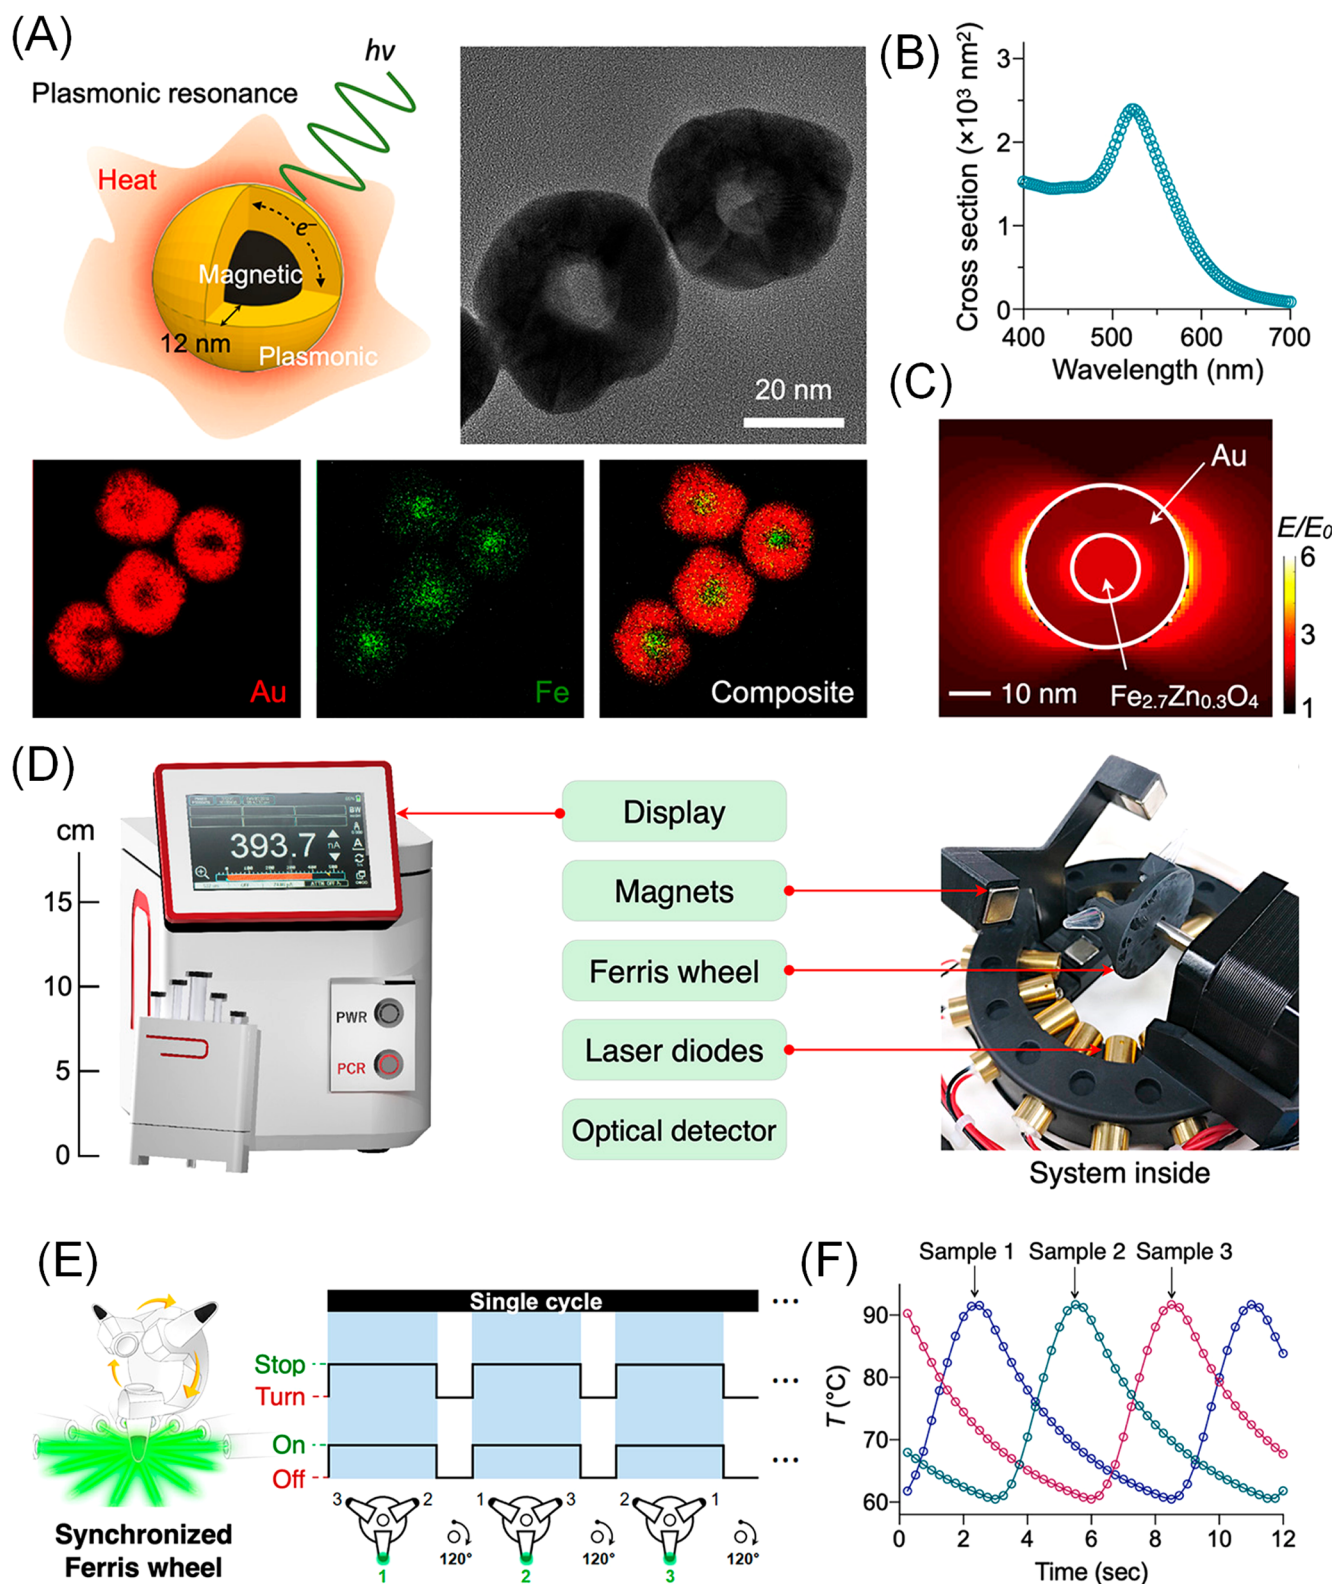 (A)
hν
Plasmonic resonance
Heat
e⁻
Magnetic
12 nm
Plasmonic
20 nm
Au
Fe
Composite
(B)
Cross section (×10³ nm²)
3
2
1
0
400 500 600 700
Wavelength (nm)
(C)
Au
E/E₀
6
3
1
10 nm
Fe₂.₇Zn₀.₃O₄
(D)
cm
15
10
5
0
393.7
nA
PWR
PCR
Display
Magnets
Ferris wheel
Laser diodes
Optical detector
System inside
(E)
Synchronized
Ferris wheel
Single cycle ...
Stop
Turn
...
On
Off
...
3 2 1 3 2 1
120° 120° 120°
1 2 3
(F)
Sample 1 Sample 2 Sample 3
T (°C)
90
80
70
60
0 2 4 6 8 10 12
Time (sec)